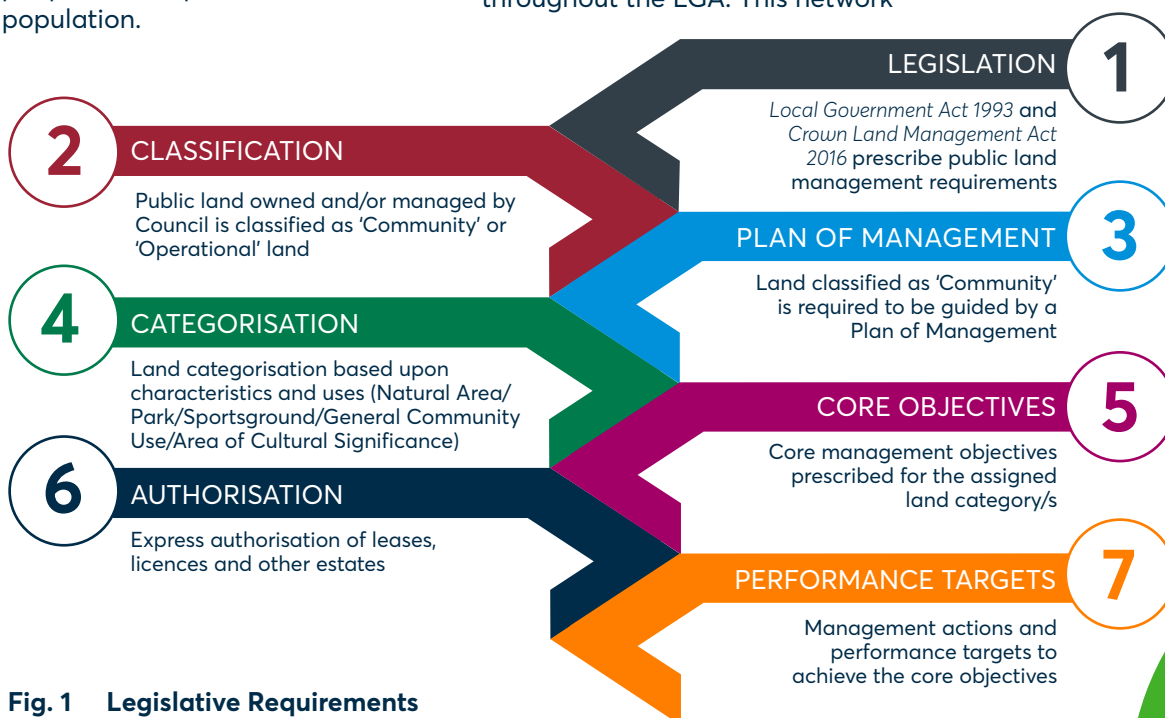 population.
throughout the LGA. This network
1
LEGISLATION
Local Government Act 1993 and
Crown Land Management Act
2016 prescribe public land
management requirements
2
CLASSIFICATION
Public land owned and/or managed by
Council is classified as ‘Community’ or
‘Operational’ land
3
PLAN OF MANAGEMENT
Land classified as ‘Community’
is required to be guided by a
Plan of Management
4
CATEGORISATION
Land categorisation based upon
characteristics and uses (Natural Area/
Park/Sportsground/General Community
Use/Area of Cultural Significance)
5
CORE OBJECTIVES
Core management objectives
prescribed for the assigned
land category/s
6
AUTHORISATION
Express authorisation of leases,
licences and other estates
7
PERFORMANCE TARGETS
Management actions and
performance targets to
achieve the core objectives
Fig. 1 Legislative Requirements